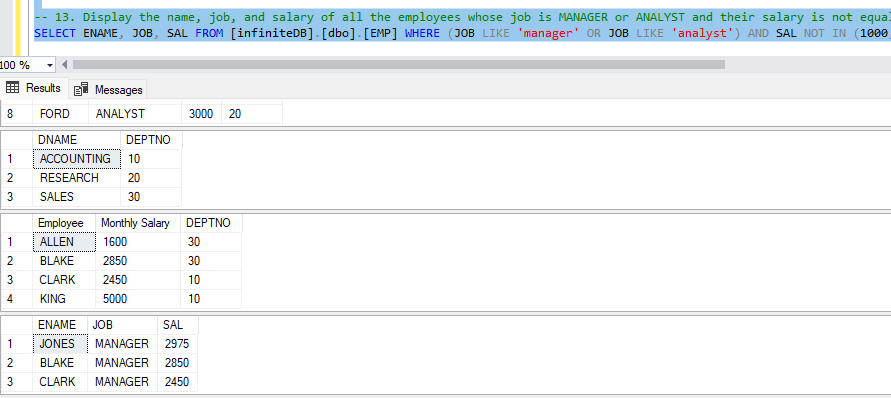 -- 13. Display the name, job, and salary of all the employees whose job is MANAGER or ANALYST and their salary is not equal
SELECT ENAME, JOB, SAL FROM [infiniteDB].[dbo].[EMP] WHERE (JOB LIKE 'manager' OR JOB LIKE 'analyst') AND SAL NOT IN (1000,
100 %
Results Messages
8 FORD ANALYST 3000 20
DNAME DEPTNO
1 ACCOUNTING 10
2 RESEARCH 20
3 SALES 30
Employee Monthly Salary DEPTNO
1 ALLEN 1600 30
2 BLAKE 2850 30
3 CLARK 2450 10
4 KING 5000 10
ENAME JOB SAL
1 JONES MANAGER 2975
2 BLAKE MANAGER 2850
3 CLARK MANAGER 2450